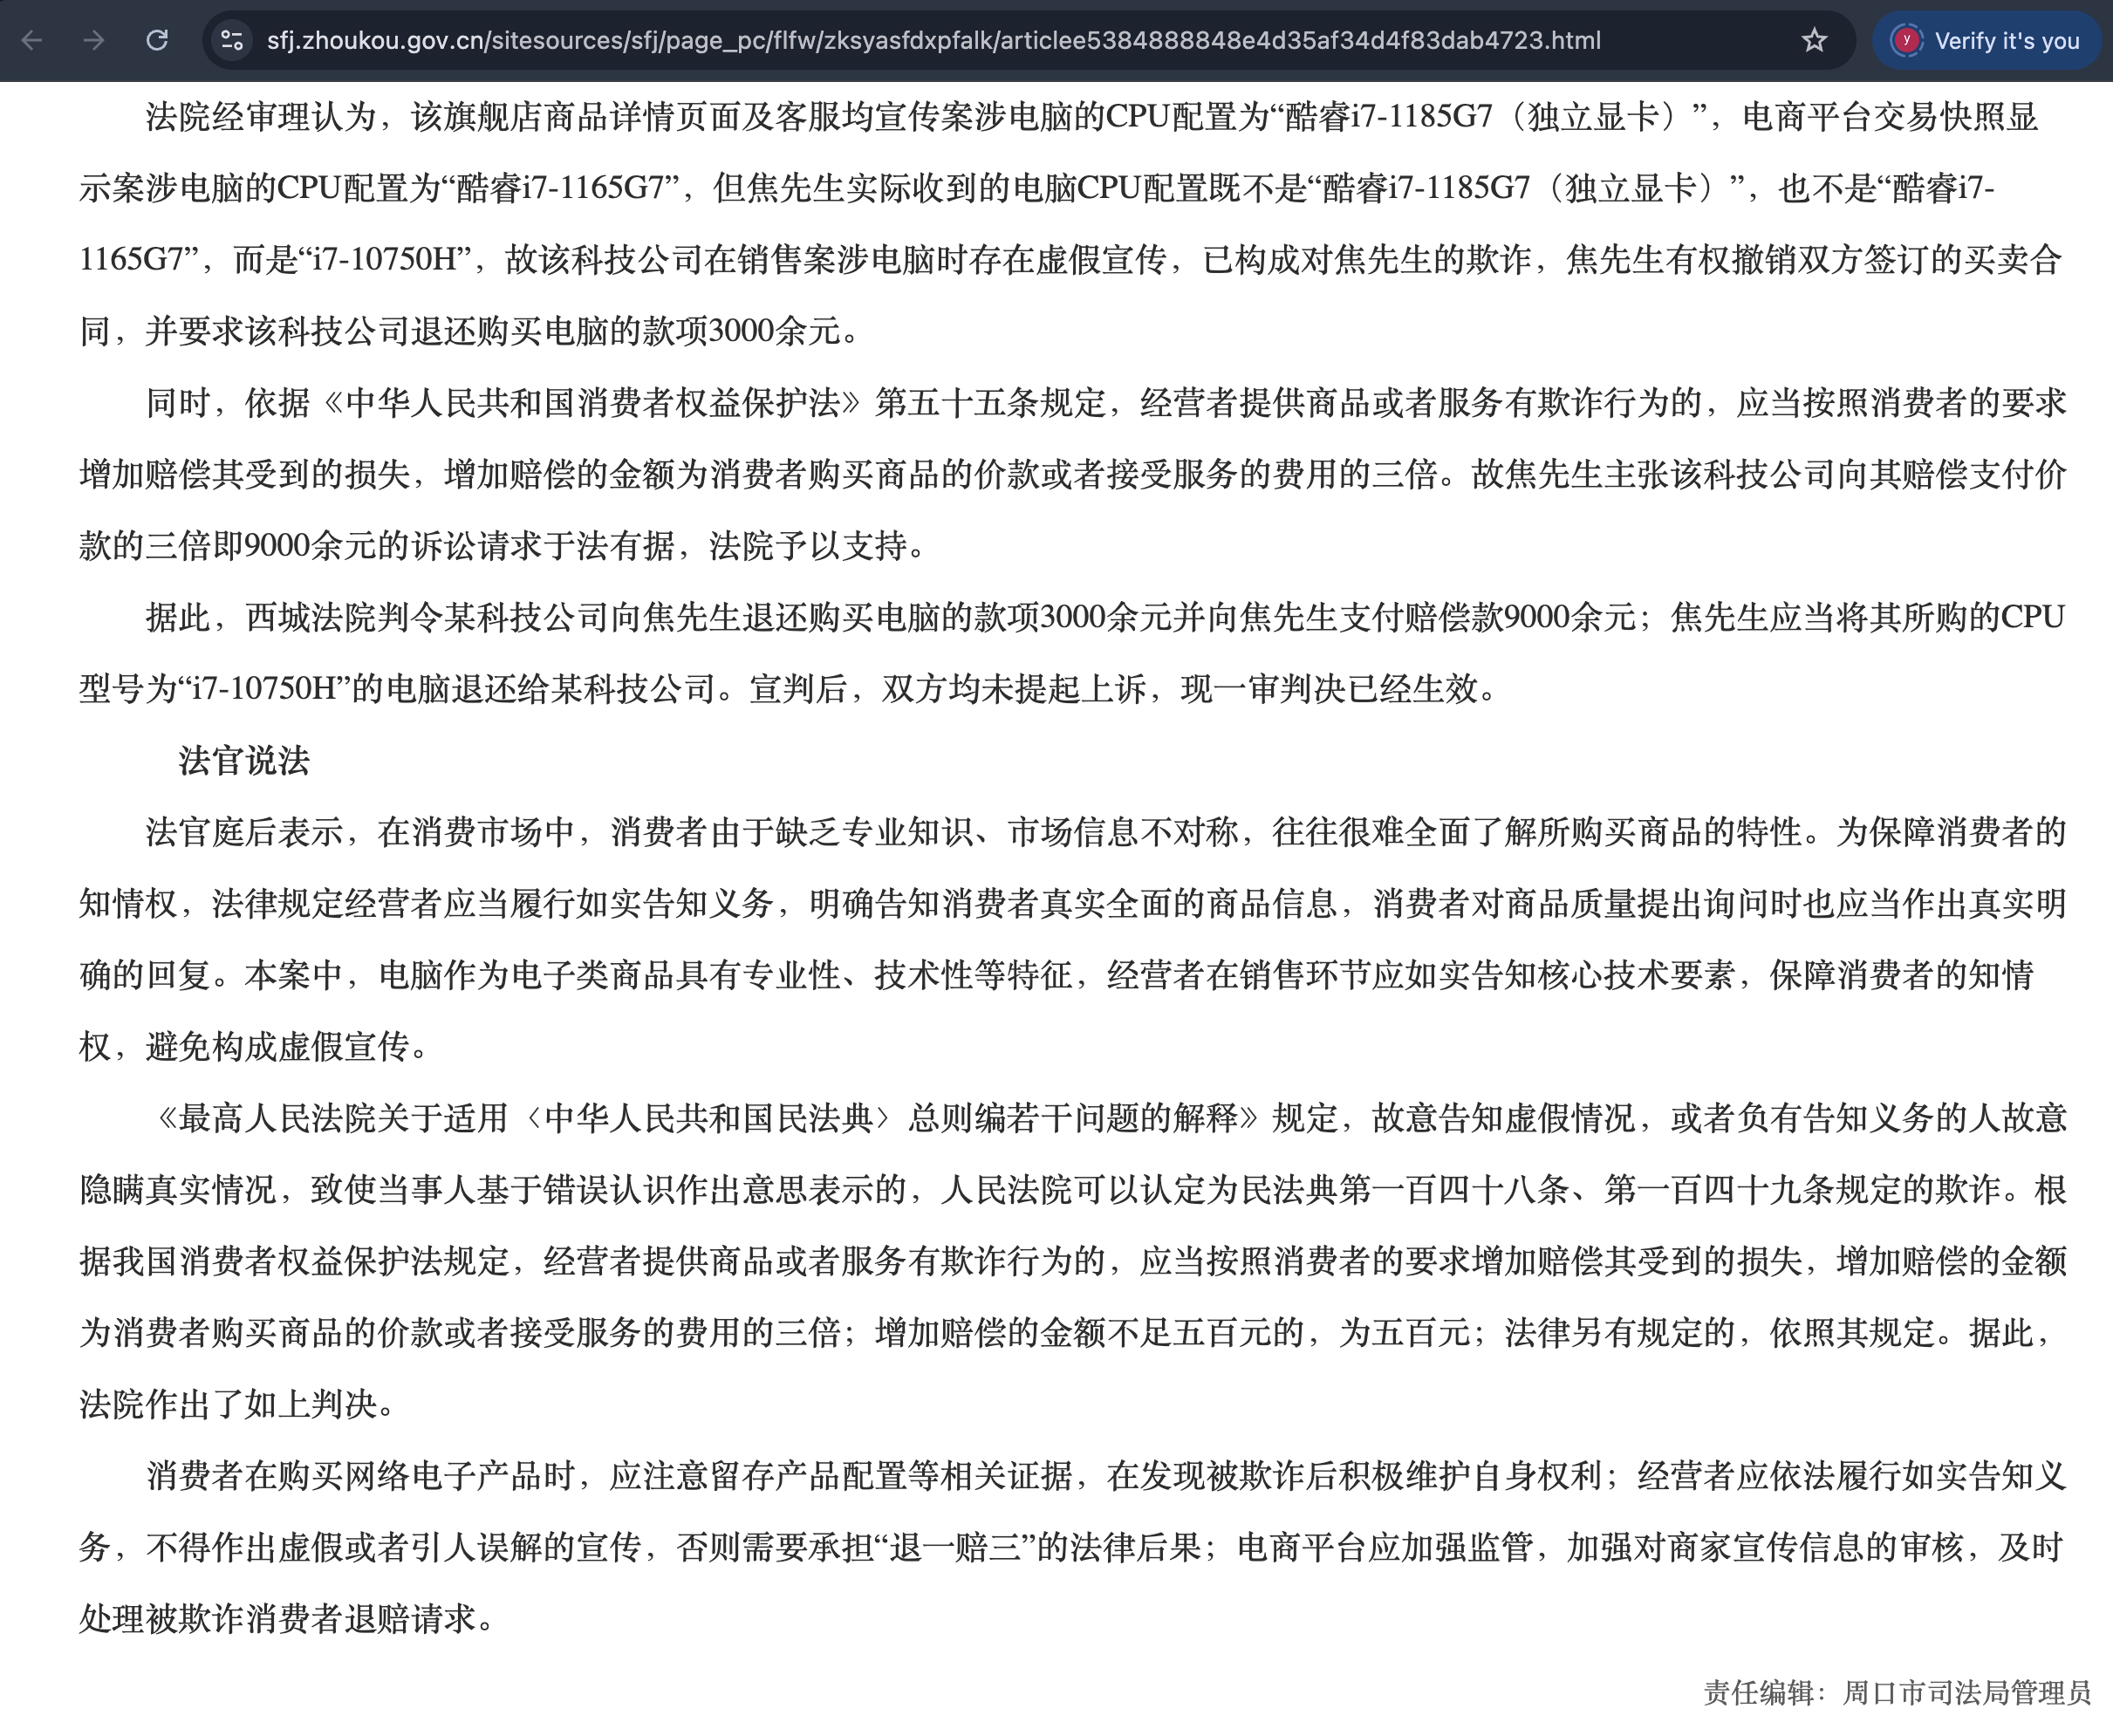 sfj.zhoukou.gov.cn/sitesources/sfj/page_pc/flfw/zksyasfdxpfalk/articlee5384888848e4d35af34d4f83dab4723.html
y
Verify it's you
法院经审理认为，该旗舰店商品详情页面及客服均宣传案涉电脑的CPU配置为“酷睿i7-1185G7（独立显卡）”，电商平台交易快照显
示案涉电脑的CPU配置为“酷睿i7-1165G7”，但焦先生实际收到的电脑CPU配置既不是“酷睿i7-1185G7（独立显卡）”，也不是“酷睿i7-
1165G7”，而是“i7-10750H”，故该科技公司在销售案涉电脑时存在虚假宣传，已构成对焦先生的欺诈，焦先生有权撤销双方签订的买卖合
同，并要求该科技公司退还购买电脑的款项3000余元。
同时，依据《中华人民共和国消费者权益保护法》第五十五条规定，经营者提供商品或者服务有欺诈行为的，应当按照消费者的要求
增加赔偿其受到的损失，增加赔偿的金额为消费者购买商品的价款或者接受服务的费用的三倍。故焦先生主张该科技公司向其赔偿支付价
款的三倍即9000余元的诉讼请求于法有据，法院予以支持。
据此，西城法院判令某科技公司向焦先生退还购买电脑的款项3000余元并向焦先生支付赔偿款9000余元；焦先生应当将其所购的CPU
型号为“i7-10750H”的电脑退还给某科技公司。宣判后，双方均未提起上诉，现一审判决已经生效。
法官说法
法官庭后表示，在消费市场中，消费者由于缺乏专业知识、市场信息不对称，往往很难全面了解所购买商品的特性。为保障消费者的
知情权，法律规定经营者应当履行如实告知义务，明确告知消费者真实全面的商品信息，消费者对商品质量提出询问时也应当作出真实明
确的回复。本案中，电脑作为电子类商品具有专业性、技术性等特征，经营者在销售环节应如实告知核心技术要素，保障消费者的知情
权，避免构成虚假宣传。
《最高人民法院关于适用〈中华人民共和国民法典〉总则编若干问题的解释》规定，故意告知虚假情况，或者负有告知义务的人故意
隐瞒真实情况，致使当事人基于错误认识作出意思表示的，人民法院可以认定为民法典第一百四十八条、第一百四十九条规定的欺诈。根
据我国消费者权益保护法规定，经营者提供商品或者服务有欺诈行为的，应当按照消费者的要求增加赔偿其受到的损失，增加赔偿的金额
为消费者购买商品的价款或者接受服务的费用的三倍；增加赔偿的金额不足五百元的，为五百元；法律另有规定的，依照其规定。据此，
法院作出了如上判决。
消费者在购买网络电子产品时，应注意留存产品配置等相关证据，在发现被欺诈后积极维护自身权利；经营者应依法履行如实告知义
务，不得作出虚假或者引人误解的宣传，否则需要承担“退一赔三”的法律后果；电商平台应加强监管，加强对商家宣传信息的审核，及时
处理被欺诈消费者退赔请求。
责任编辑：周口市司法局管理员